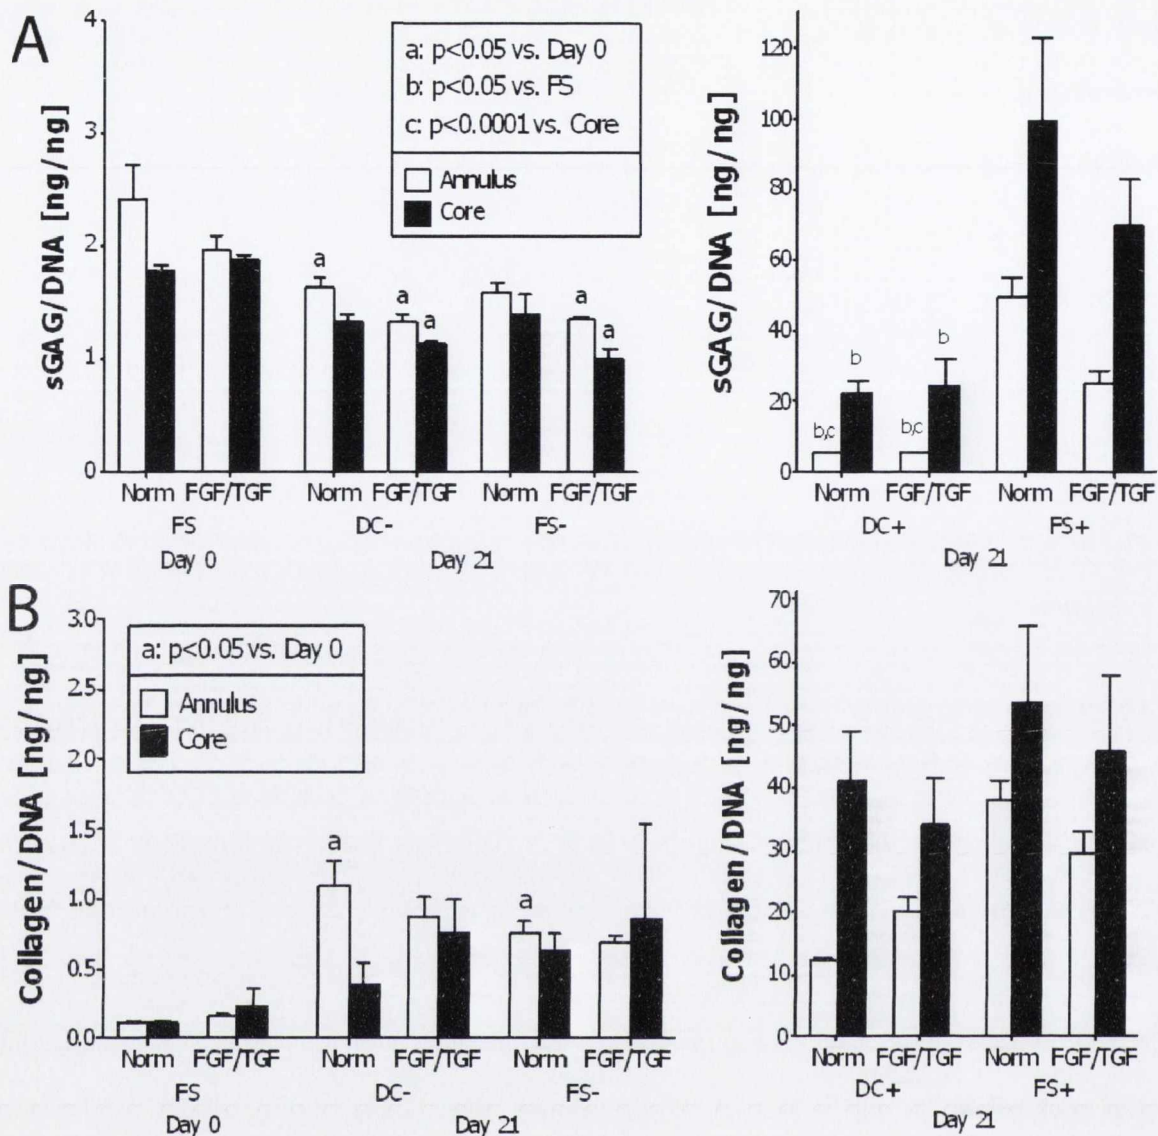 A
sGAG/DNA [ng/ng]
4
3
2
1
0
a: p<0.05 vs. Day 0
b: p<0.05 vs. FS
c: p<0.0001 vs. Core
Annulus
Core
a
a
a
a
a
Norm FGF/TGF Norm FGF/TGF Norm FGF/TGF
FS DC- FS-
Day 0 Day 21
sGAG/DNA [ng/ng]
120
100
80
60
40
20
0
b,c
b
b,c
b
Norm FGF/TGF Norm FGF/TGF
DC+ FS+
Day 21
B
Collagen/DNA [ng/ng]
3.0
2.5
2.0
1.5
1.0
0.5
0.0
a: p<0.05 vs. Day 0
Annulus
Core
a
a
Norm FGF/TGF Norm FGF/TGF Norm FGF/TGF
FS DC- FS-
Day 0 Day 21
Collagen/DNA [ng/ng]
70
60
50
40
30
20
10
0
Norm FGF/TGF Norm FGF/TGF
DC+ FS+
Day 21